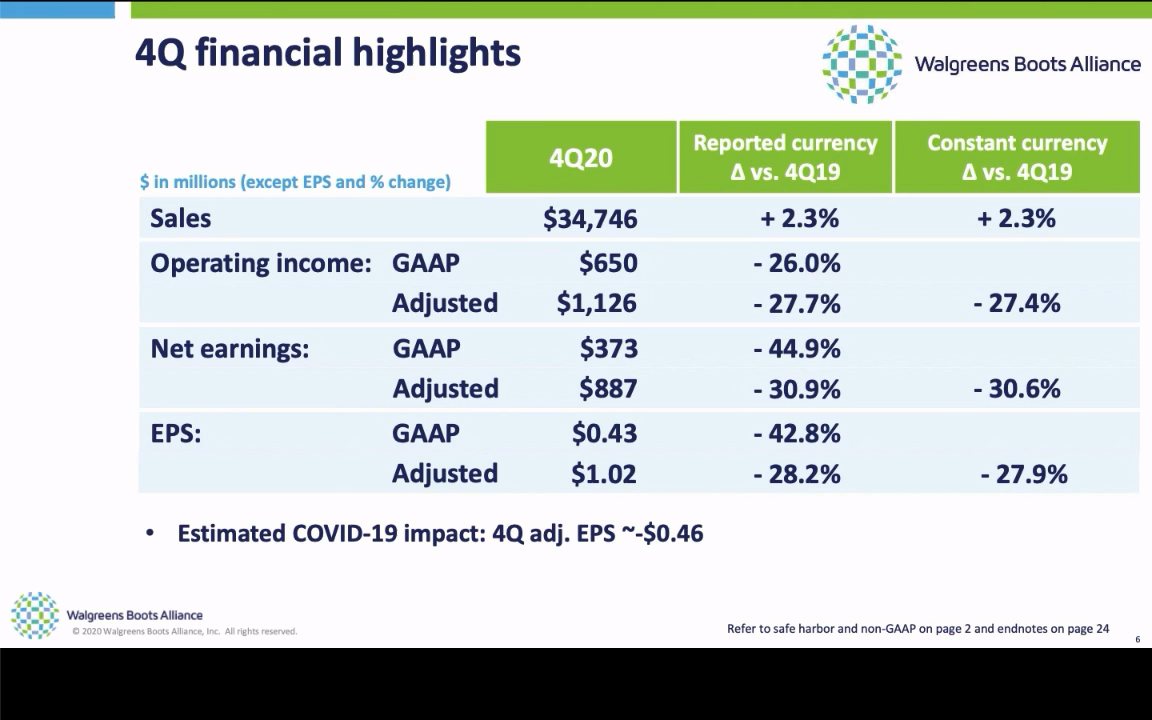 4Q financial highlights
Walgreens Boots Alliance
$ in millions (except EPS and % change)
4Q20
Reported currency
Δ vs. 4Q19
Constant currency
Δ vs. 4Q19
Sales $34,746 + 2.3% + 2.3%
Operating income: GAAP $650 - 26.0%
Adjusted $1,126 - 27.7% - 27.4%
Net earnings: GAAP $373 - 44.9%
Adjusted $887 - 30.9% - 30.6%
EPS: GAAP $0.43 - 42.8%
Adjusted $1.02 - 28.2% - 27.9%
• Estimated COVID-19 impact: 4Q adj. EPS ~-$0.46
Walgreens Boots Alliance
© 2020 Walgreens Boots Alliance, Inc. All rights reserved.
Refer to safe harbor and non-GAAP on page 2 and endnotes on page 24
6